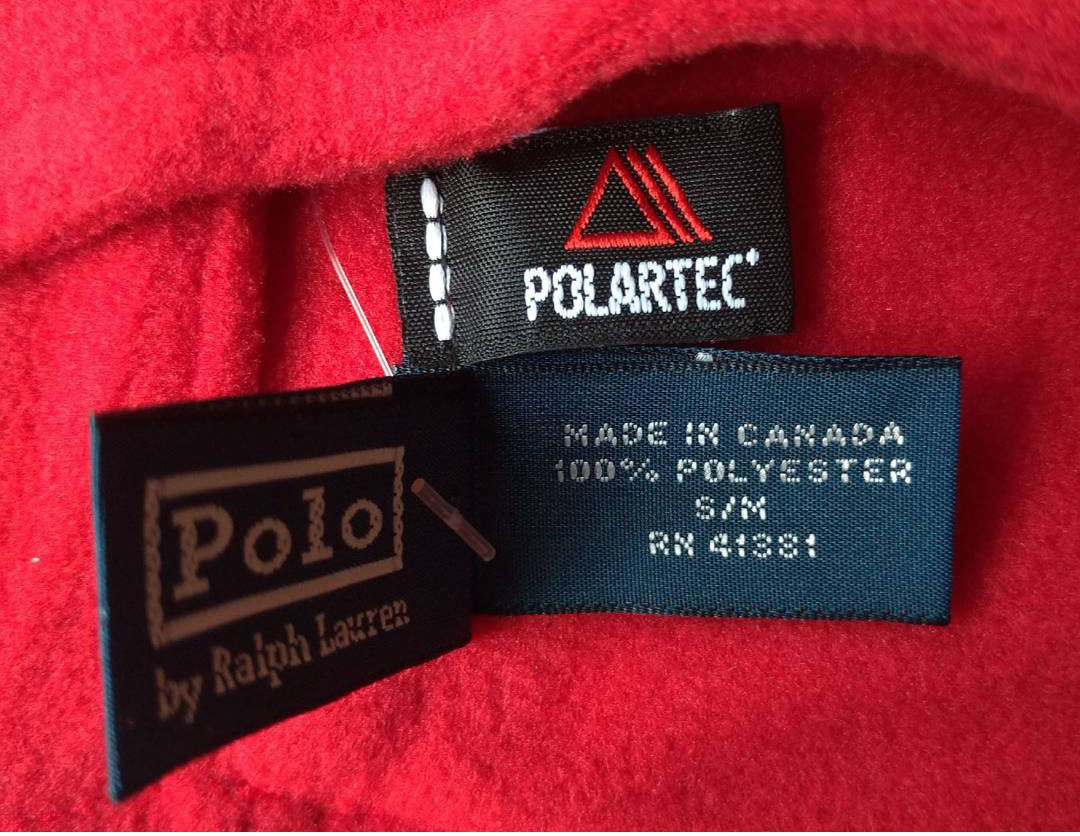 POLARTEC
MADE IN CANADA
100% POLYESTER
S/M
RN 41381
Polo
by Ralph Lauren